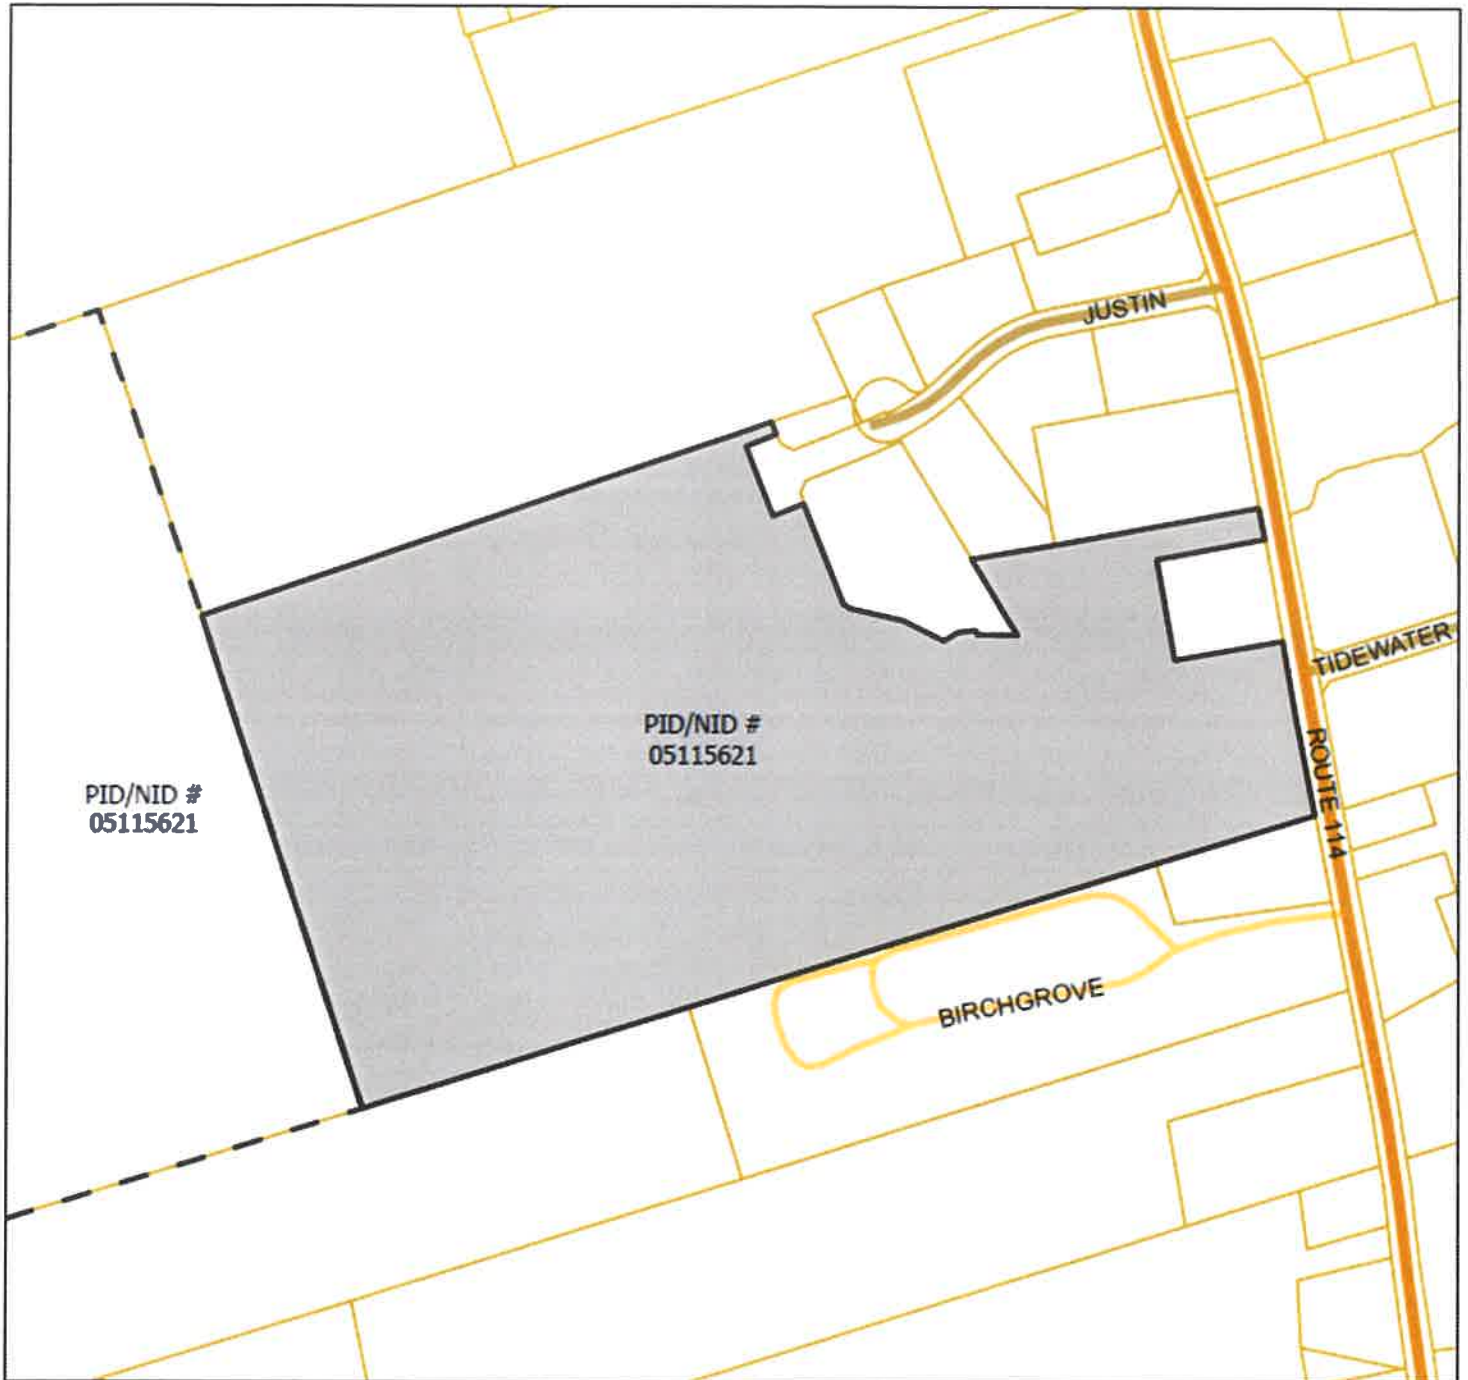 JUSTIN
TIDEWATER
PID/NID #
05115621
ROUTE 114
PID/NID #
05115621
BIRCHGROVE